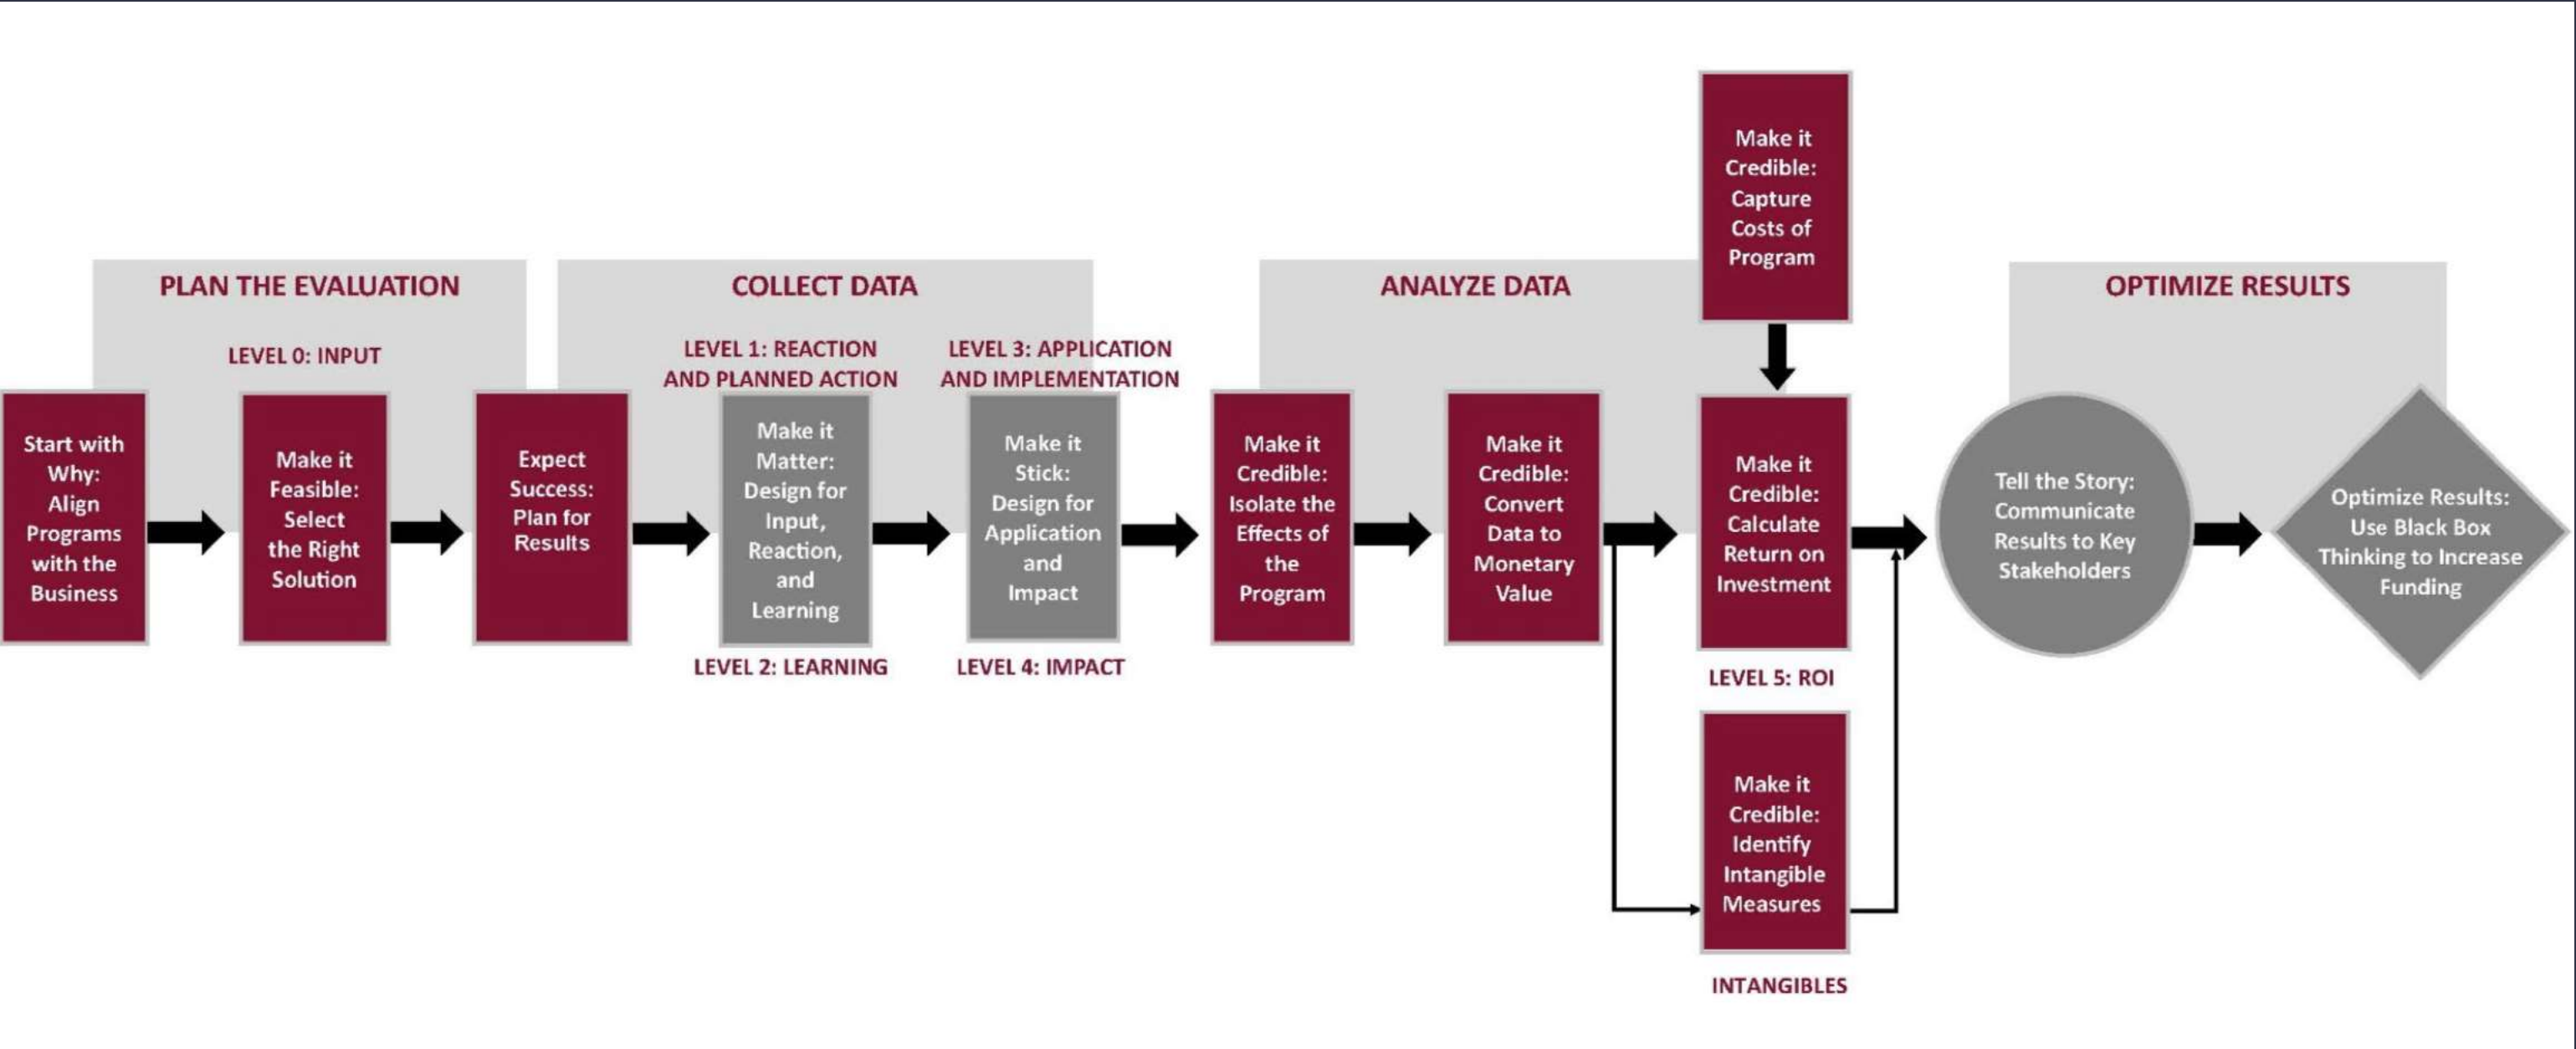 PLAN THE EVALUATION
LEVEL 0: INPUT
Start with
Why:
Align
Programs
with the
Business
Make it
Feasible:
Select
the Right
Solution
Expect
Success:
Plan for
Results
COLLECT DATA
LEVEL 1: REACTION
AND PLANNED ACTION
Make it
Matter:
Design for
Input,
Reaction,
and
Learning
LEVEL 2: LEARNING
LEVEL 3: APPLICATION
AND IMPLEMENTATION
Make it
Stick:
Design for
Application
and
Impact
LEVEL 4: IMPACT
ANALYZE DATA
Make it
Credible:
Isolate the
Effects of
the
Program
Make it
Credible:
Convert
Data to
Monetary
Value
Make it
Credible:
Capture
Costs of
Program
Make it
Credible:
Calculate
Return on
Investment
LEVEL 5: ROI
Make it
Credible:
Identify
Intangible
Measures
INTANGIBLES
OPTIMIZE RESULTS
Tell the Story:
Communicate
Results to Key
Stakeholders
Optimize Results:
Use Black Box
Thinking to Increase
Funding